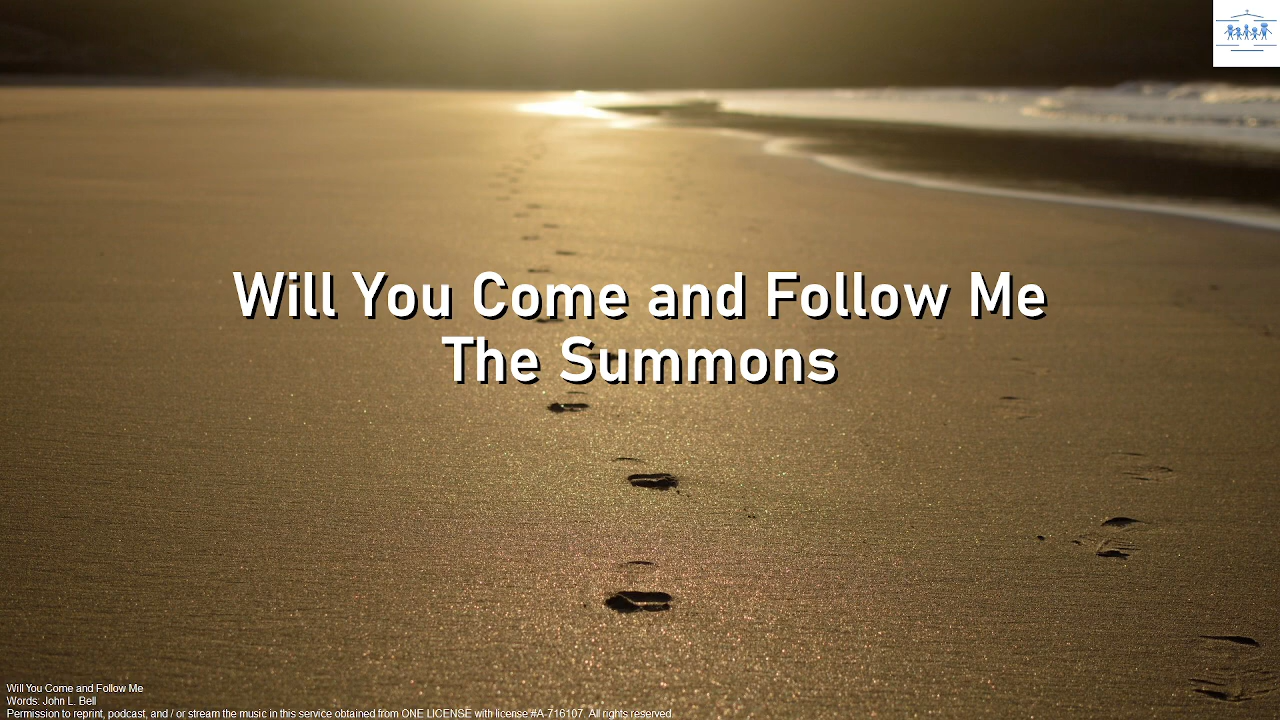 Will You Come and Follow Me
The Summons
Will You Come and Follow Me
Words: John L. Bell
Permission to reprint, podcast, and / or stream the music in this service obtained from ONE LICENSE with license #A-716107. All rights reserved.